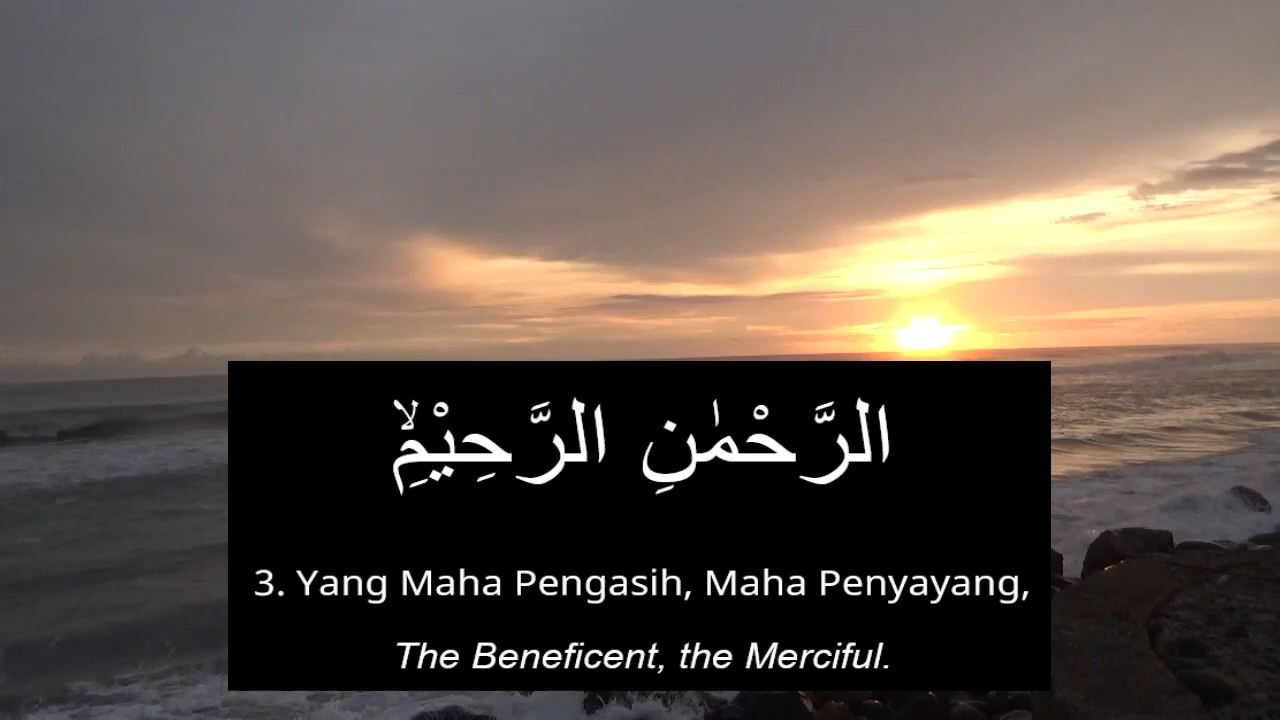 الرَّحْمٰنِ الرَّحِيْمِۙ
3. Yang Maha Pengasih, Maha Penyayang,
The Beneficent, the Merciful.